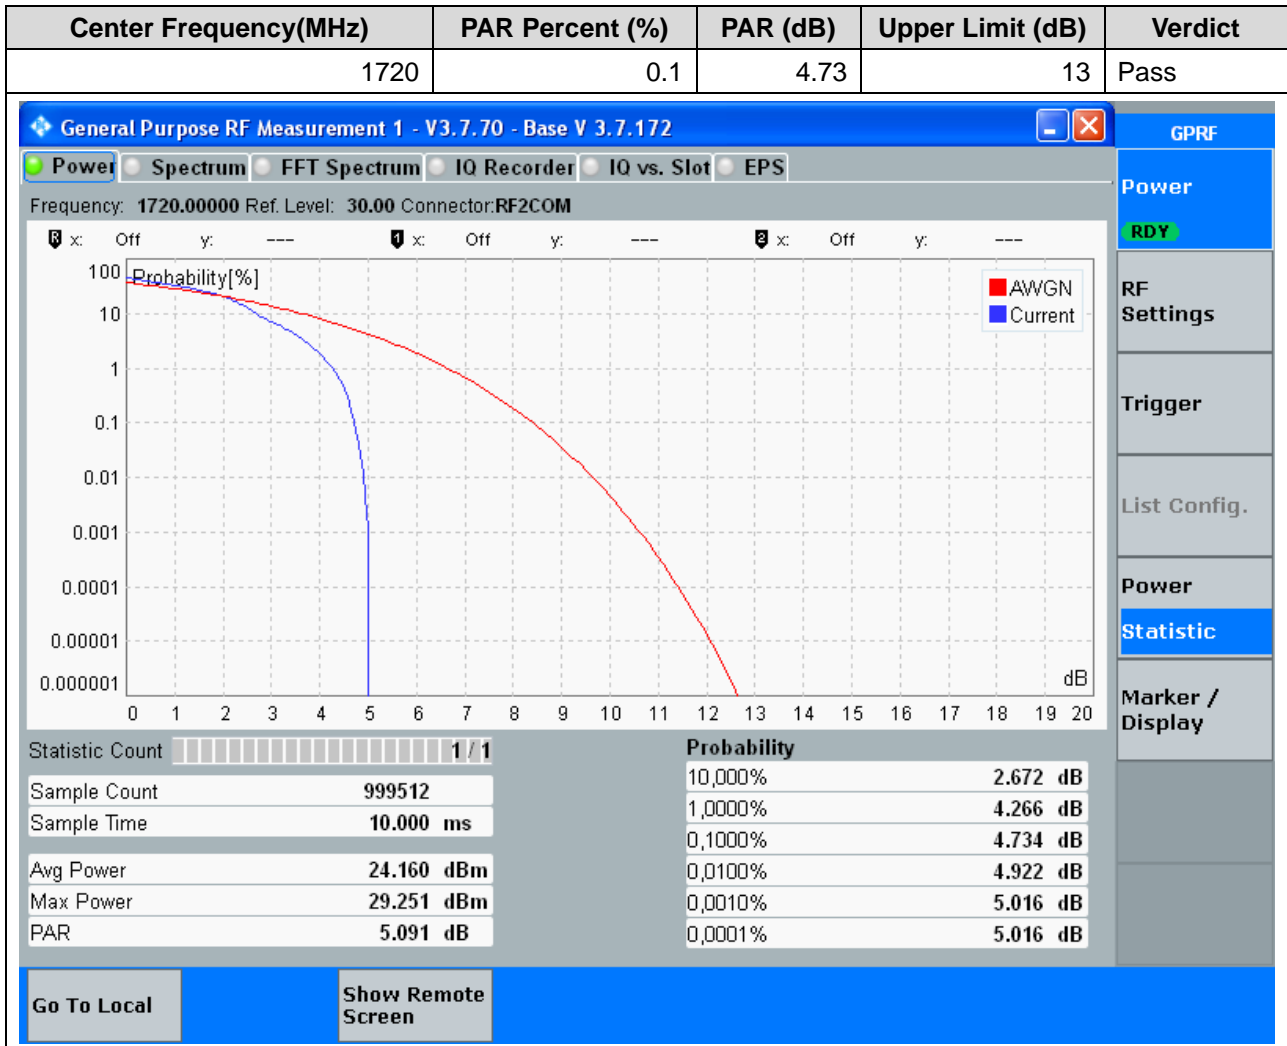 Center Frequency(MHz) PAR Percent (%) PAR (dB) Upper Limit (dB) Verdict
1720 0.1 4.73 13 Pass
General Purpose RF Measurement 1 - V3.7.70 - Base V 3.7.172
GPRF
Power Spectrum FFT Spectrum IQ Recorder IQ vs. Slot EPS
Power
RDY
Frequency: 1720.00000 Ref. Level: 30.00 Connector:RF2COM
R x: Off y: --- 1 x: Off y: --- 2 x: Off y: ---
Probability[%]
AWGN
Current
100
10
1
0.1
0.01
0.001
0.0001
0.00001
0.000001
dB
0 1 2 3 4 5 6 7 8 9 10 11 12 13 14 15 16 17 18 19 20
RF
Settings
Trigger
List Config.
Power
Statistic
Marker /
Display
Statistic Count 1 / 1
Sample Count 999512
Sample Time 10.000 ms
Avg Power 24.160 dBm
Max Power 29.251 dBm
PAR 5.091 dB
Probability
10,000% 2.672 dB
1,0000% 4.266 dB
0,1000% 4.734 dB
0,0100% 4.922 dB
0,0010% 5.016 dB
0,0001% 5.016 dB
Go To Local
Show Remote
Screen